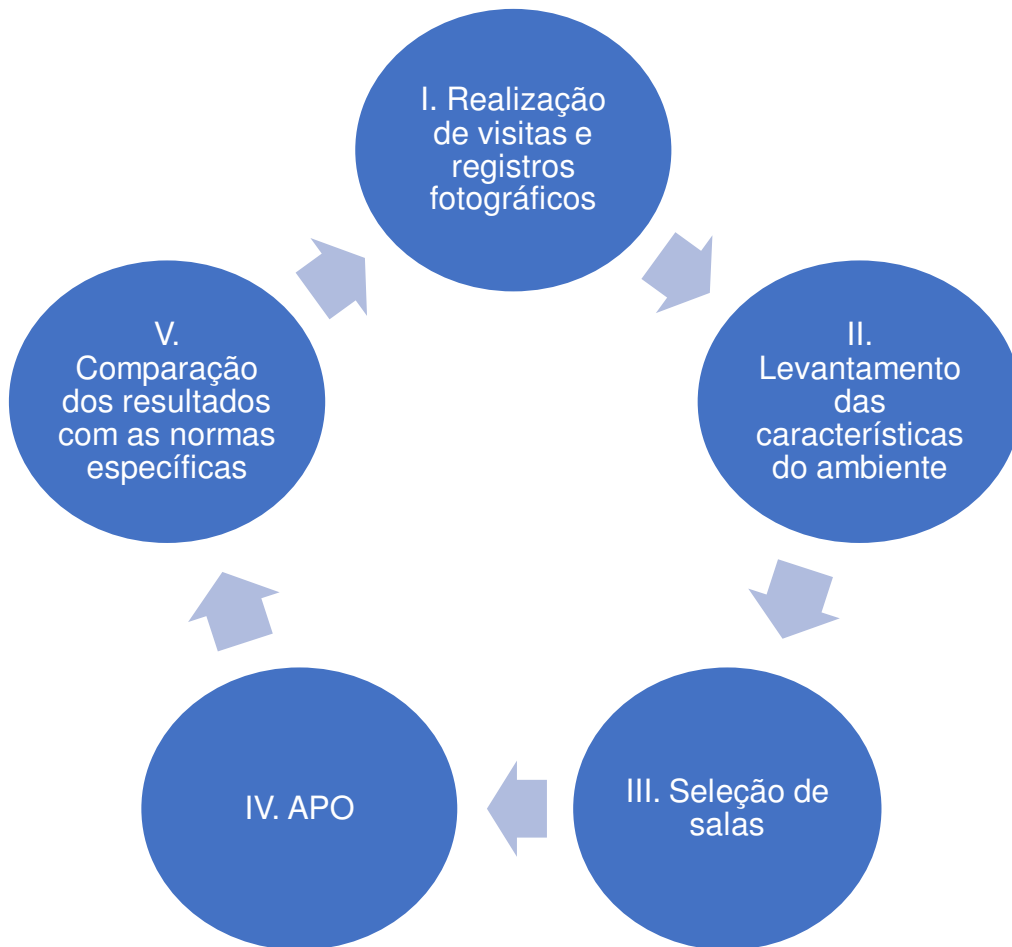 I. Realização
de visitas e
registros
fotográficos
II.
Levantamento
das
características
do ambiente
III. Seleção de
salas
IV. APO
V.
Comparação
dos resultados
com as normas
específicas